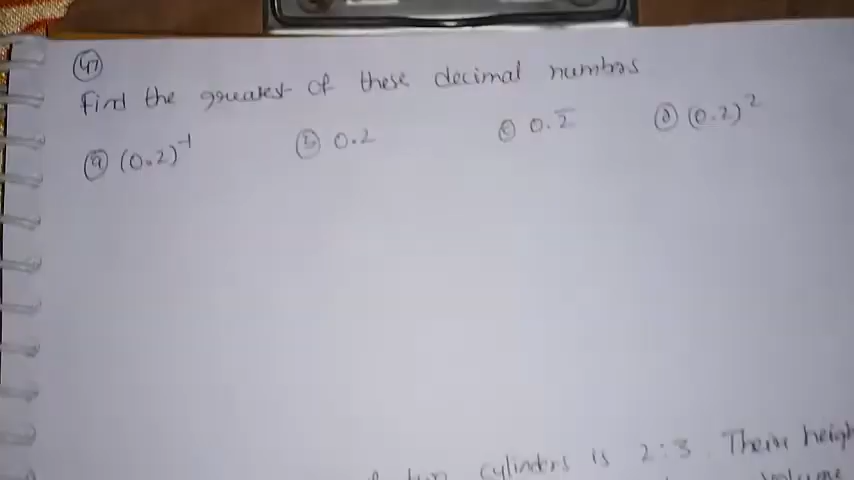 47
Find the greatest of these decimal numbers
a (0.2)⁻¹ b 0.2 c 0.2̅ d (0.2)²
cylinders is 2:3. Their heigh
volume